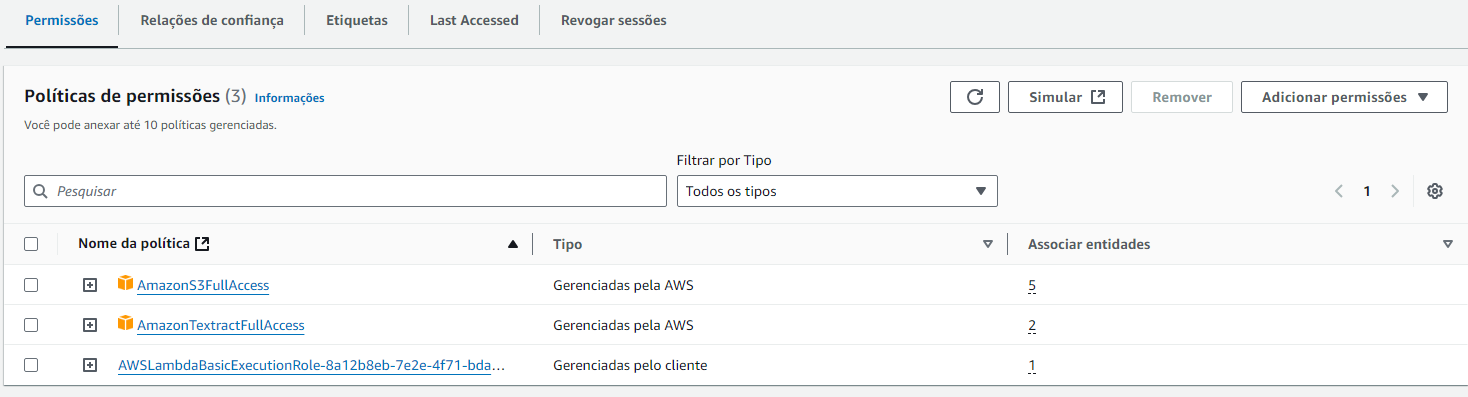 Permissões Relações de confiança Etiquetas Last Accessed Revogar sessões
Políticas de permissões (3) Informações
Simular Remover Adicionar permissões
Você pode anexar até 10 políticas gerenciadas.
Filtrar por Tipo
Pesquisar Todos os tipos 1
Nome da política Tipo Associar entidades
AmazonS3FullAccess Gerenciadas pela AWS 5
AmazonTextractFullAccess Gerenciadas pela AWS 2
AWSLambdaBasicExecutionRole-8a12b8eb-7e2e-4f71-bda... Gerenciadas pelo cliente 1